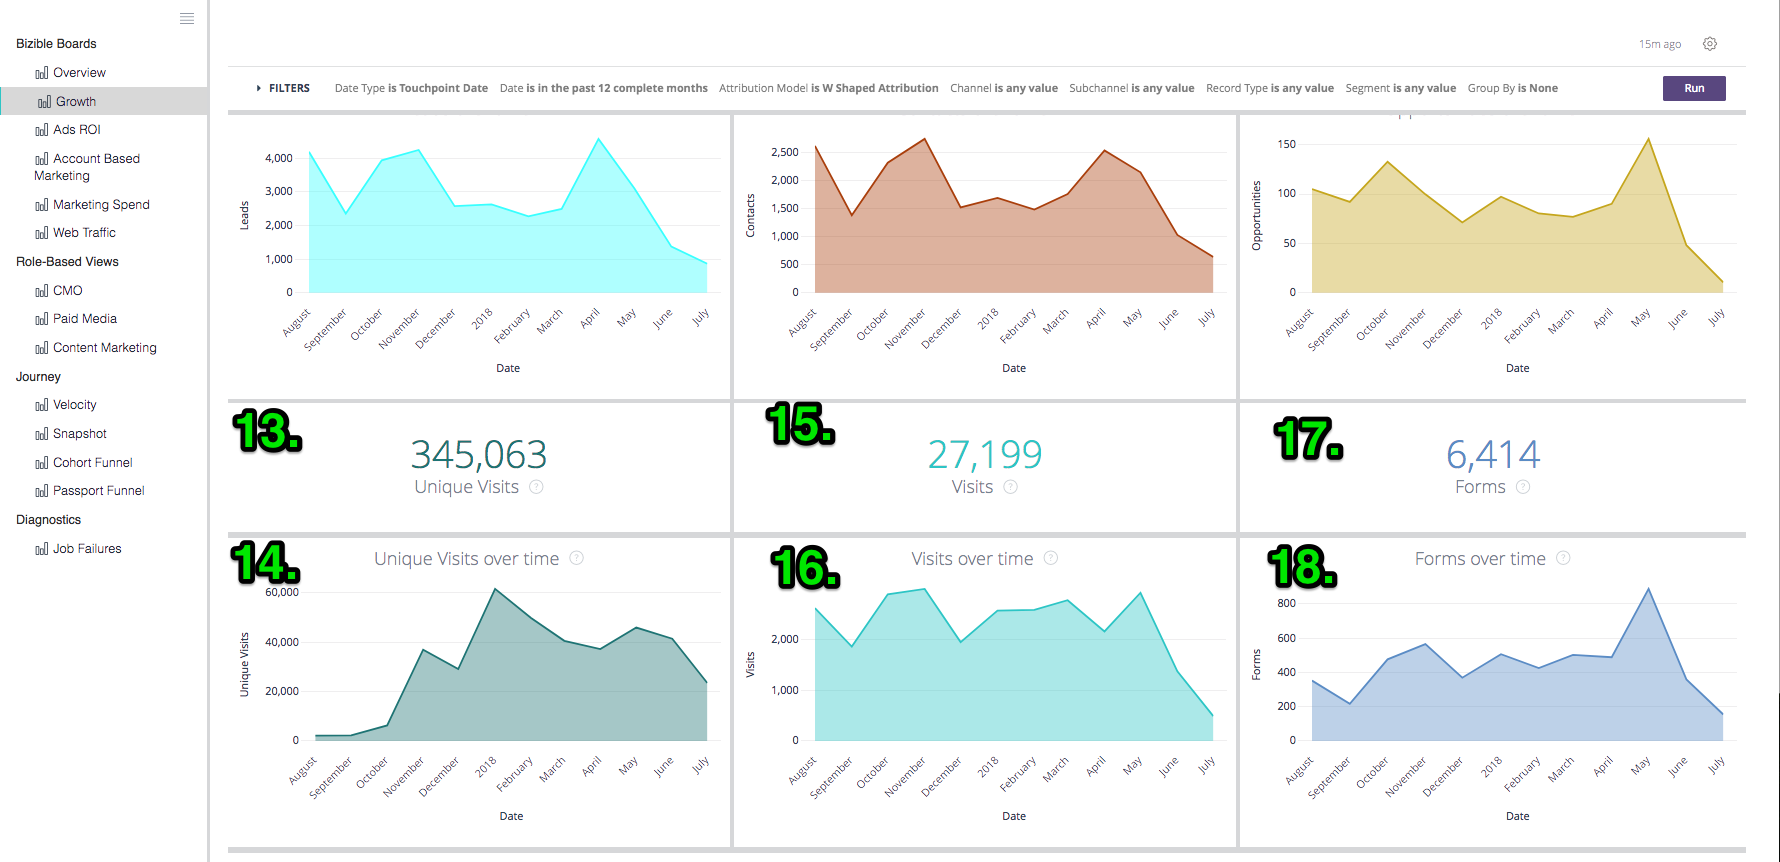 Bizible Boards
Overview
Growth
Ads ROI
Account Based
Marketing
Marketing Spend
Web Traffic
Role-Based Views
CMO
Paid Media
Content Marketing
Journey
Velocity
Snapshot
Cohort Funnel
Passport Funnel
Diagnostics
Job Failures
15m ago
FILTERS Date Type is Touchpoint Date Date is in the past 12 complete months Attribution Model is W Shaped Attribution Channel is any value Subchannel is any value Record Type is any value Segment is any value Group By is None Run
Leads
4,000
3,000
2,000
1,000
0
August September October November December 2018 February March April May June July
Date
Contacts
2,500
2,000
1,500
1,000
500
0
August September October November December 2018 February March April May June July
Date
Opportunities
150
100
50
0
August September October November December 2018 February March April May June July
Date
13.
345,063
Unique Visits ?
15.
27,199
Visits ?
17.
6,414
Forms ?
14.
Unique Visits over time ?
Unique Visits
60,000
40,000
20,000
0
August September October November December 2018 February March April May June July
Date
16.
Visits over time ?
Visits
2,000
1,000
0
August September October November December 2018 February March April May June July
Date
18.
Forms over time ?
Forms
800
600
400
200
0
August September October November December 2018 February March April May June July
Date